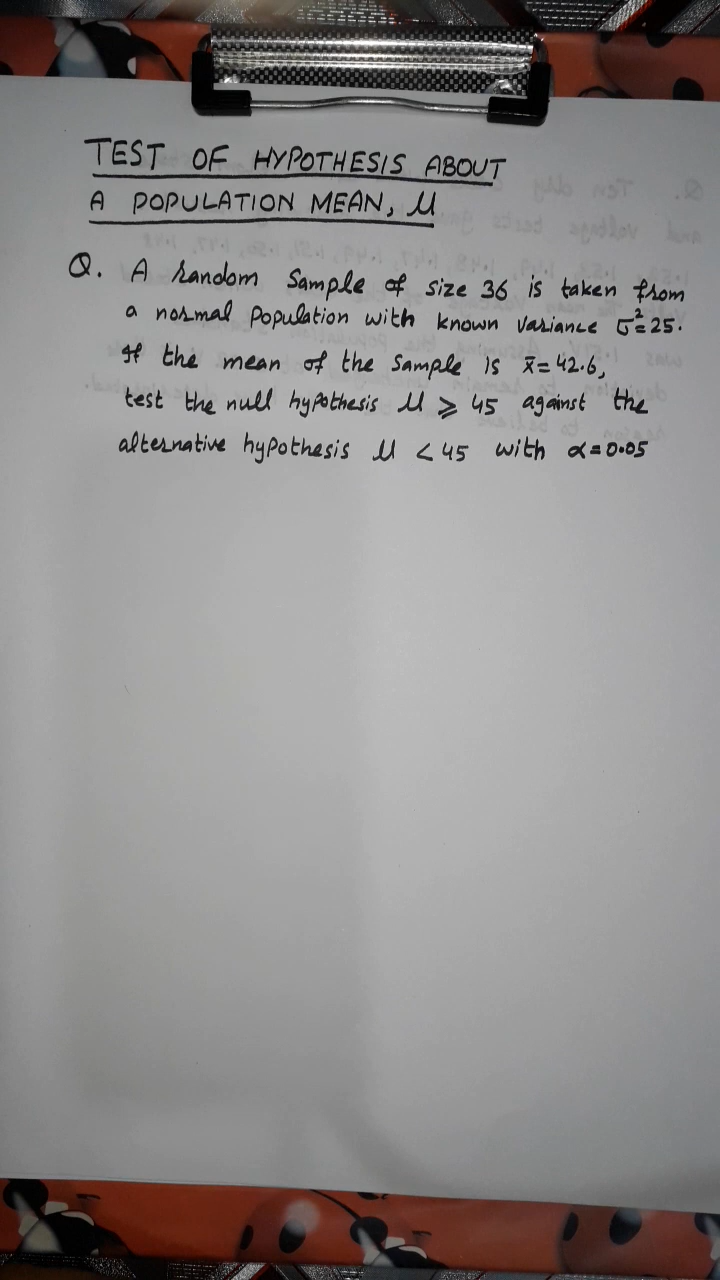 TEST OF HYPOTHESIS ABOUT
A POPULATION MEAN, μ
Q. A random Sample of size 36 is taken from
a normal population with known variance σ²=25.
If the mean of the sample is x̄=42.6,
test the null hypothesis μ ⩾ 45 against the
alternative hypothesis μ < 45 with α=0.05